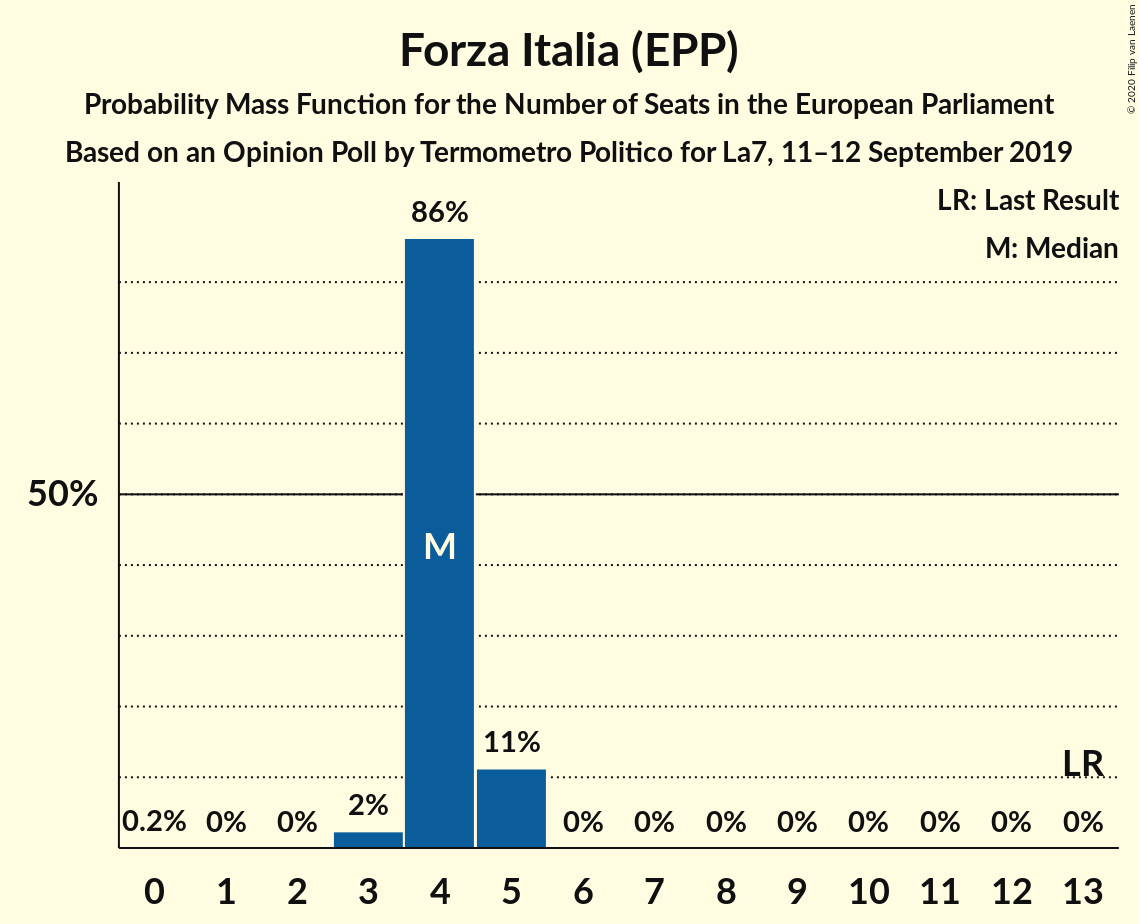 Forza Italia (EPP)
Probability Mass Function for the Number of Seats in the European Parliament
Based on an Opinion Poll by Termometro Politico for La7, 11–12 September 2019
© 2020 Filip van Laenen
LR: Last Result
M: Median
86%
50%
M
11%
LR
2%
0.2% 0% 0% 0% 0% 0% 0% 0% 0% 0% 0%
0 1 2 3 4 5 6 7 8 9 10 11 12 13